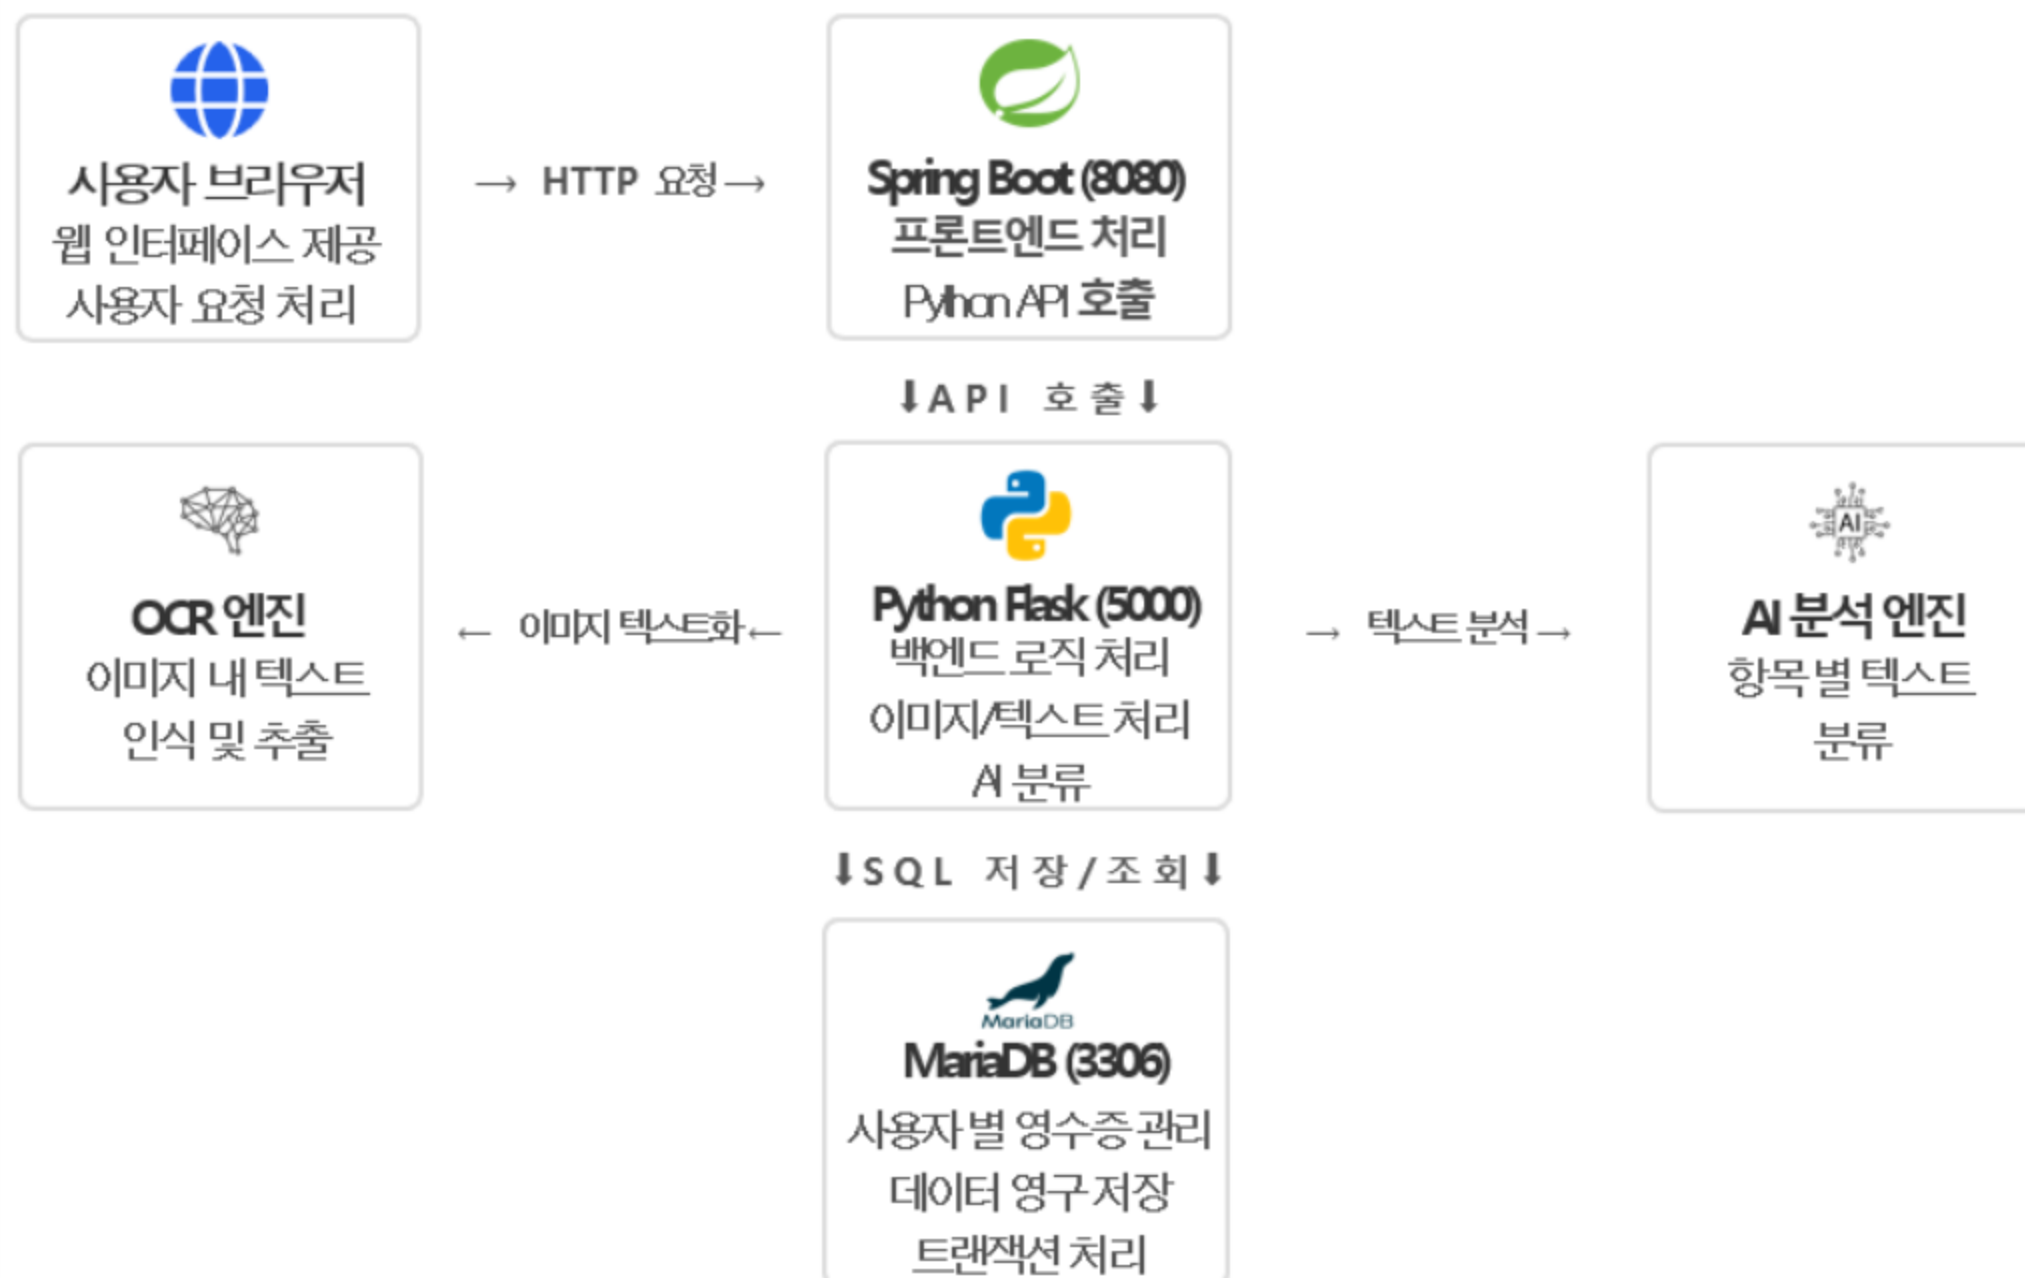 사용자 브라우저
웹 인터페이스 제공
사용자 요청 처리
→ HTTP 요청 →
Spring Boot (8080)
프론트엔드 처리
Python API 호출
⬇API 호출⬇
OCR 엔진
이미지 내 텍스트
인식 및 추출
← 이미지 텍스트화 ←
Python Flask (5000)
백엔드 로직 처리
이미지/텍스트 처리
AI 분류
→ 텍스트 분석 →
AI
AI 분석 엔진
항목 별 텍스트
분류
⬇SQL 저장/조회⬇
MariaDB
MariaDB (3306)
사용자 별 영수증 관리
데이터 영구 저장
트랜잭션 처리